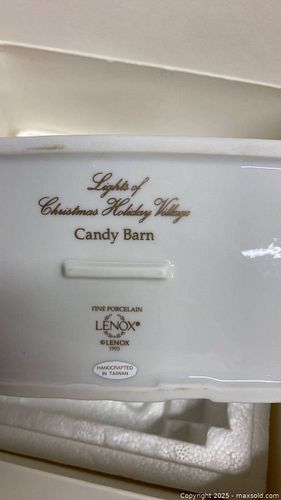 Lights of
Christmas Holiday Village
Candy Barn
FINE PORCELAIN
LENOX®
©LENOX
1993
HANDCRAFTED
IN TAIWAN
Copyright © 2025 - maxsold.com